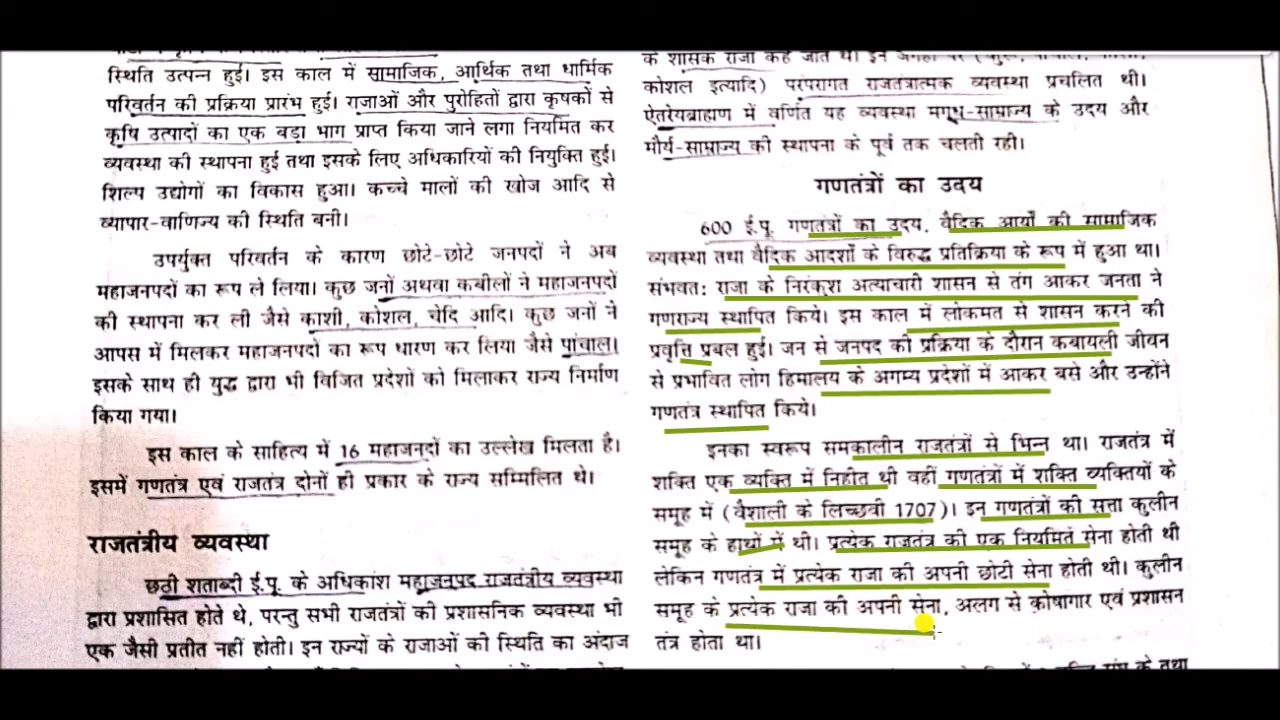 स्थिति उत्पन्न हुई। इस काल में सामाजिक, आर्थिक तथा धार्मिक
परिवर्तन की प्रक्रिया प्रारंभ हुई। राजाओं और पुरोहितों द्वारा कृषकों से
कृषि उत्पादों का एक बड़ा भाग प्राप्त किया जाने लगा नियमित कर
व्यवस्था की स्थापना हुई तथा इसके लिए अधिकारियों की नियुक्ति हुई।
शिल्प उद्योगों का विकास हुआ। कच्चे मालों की खोज आदि से
व्यापार-वाणिज्य की स्थिति बनी।
उपर्युक्त परिवर्तन के कारण छोटे-छोटे जनपदों ने अब
महाजनपदों का रूप ले लिया। कुछ जनों अथवा कबीलों ने महाजनपदों
की स्थापना कर ली जैसे काशी, कोशल, चेदि आदि। कुछ जनों ने
आपस में मिलकर महाजनपदों का रूप धारण कर लिया जैसे पांचाल।
इसके साथ ही युद्ध द्वारा भी विजित प्रदेशों को मिलाकर राज्य निर्माण
किया गया।
इस काल के साहित्य में 16 महाजनदों का उल्लेख मिलता है।
इसमें गणतंत्र एवं राजतंत्र दोनों ही प्रकार के राज्य सम्मिलित थे।
राजतंत्रीय व्यवस्था
छठी शताब्दी ई.पू. के अधिकांश महाजनपद राजतंत्रीय व्यवस्था
द्वारा प्रशासित होते थे, परन्तु सभी राजतंत्रों की प्रशासनिक व्यवस्था भी
एक जैसी प्रतीत नहीं होती। इन राज्यों के राजाओं की स्थिति का अंदाज
के शासक राजा कहे जाते थे। इन
कोशल इत्यादि) परंपरागत राजतंत्रात्मक व्यवस्था प्रचलित थी।
ऐतरेयब्राह्मण में वर्णित यह व्यवस्था मगध-साम्राज्य के उदय और
मौर्य-साम्राज्य की स्थापना के पूर्व तक चलती रही।
गणतंत्रों का उदय
600 ई.पू. गणतंत्रों का उदय, वैदिक आर्यों की सामाजिक
व्यवस्था तथा वैदिक आदर्शों के विरुद्ध प्रतिक्रिया के रूप में हुआ था।
संभवत: राजा के निरंकुश अत्याचारी शासन से तंग आकर जनता ने
गणराज्य स्थापित किये। इस काल में लोकमत से शासन करने की
प्रवृत्ति प्रबल हुई। जन से जनपद की प्रक्रिया के दौरान कबायली जीवन
से प्रभावित लोग हिमालय के अगम्य प्रदेशों में आकर बसे और उन्होंने
गणतंत्र स्थापित किये।
इनका स्वरूप समकालीन राजतंत्रों से भिन्न था। राजतंत्र में
शक्ति एक व्यक्ति में निहीत थी वहीं गणतंत्रों में शक्ति व्यक्तियों के
समूह में (वैशाली के लिच्छवी 1707)। इन गणतंत्रों की सत्ता कुलीन
समूह के हाथों में थी। प्रत्येक राजतंत्र की एक नियमित सेना होती थी
लेकिन गणतंत्र में प्रत्येक राजा की अपनी छोटी सेना होती थी। कुलीन
समूह के प्रत्येक राजा की अपनी सेना, अलग से कोषागार एवं प्रशासन
तंत्र होता था।